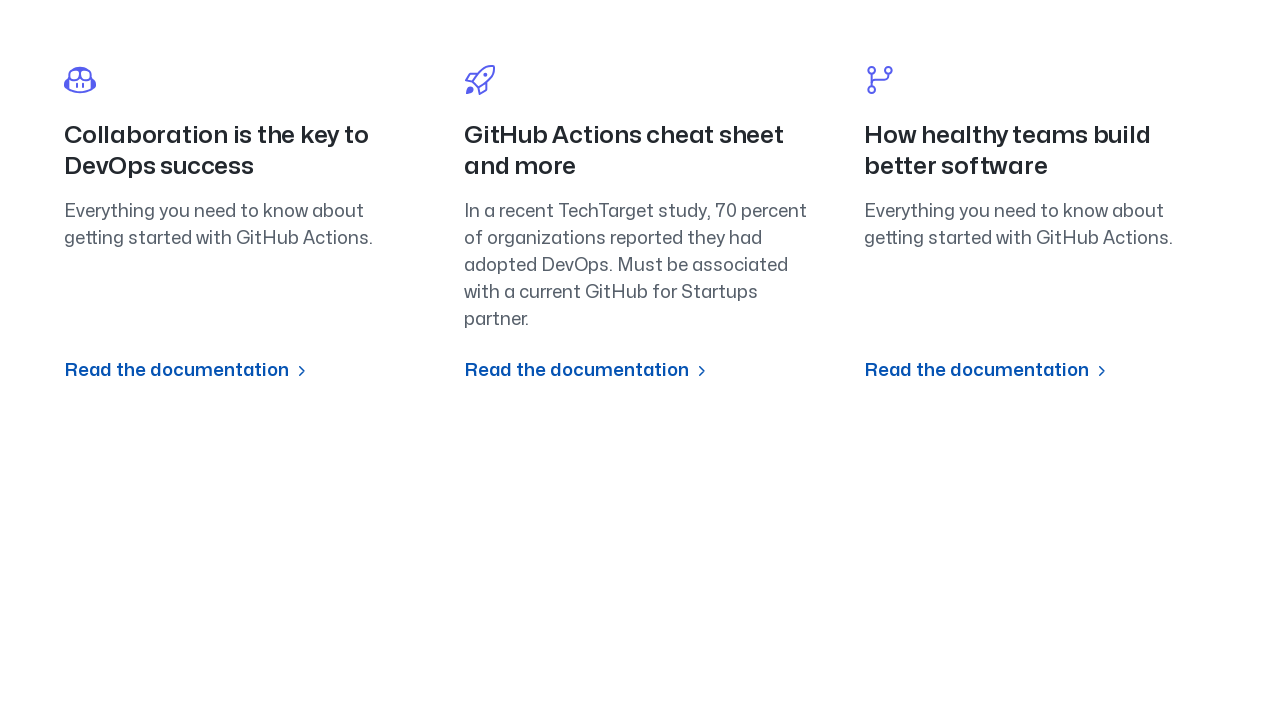 Collaboration is the key to
DevOps success
Everything you need to know about
getting started with GitHub Actions.
Read the documentation
GitHub Actions cheat sheet
and more
In a recent TechTarget study, 70 percent
of organizations reported they had
adopted DevOps. Must be associated
with a current GitHub for Startups
partner.
Read the documentation
How healthy teams build
better software
Everything you need to know about
getting started with GitHub Actions.
Read the documentation